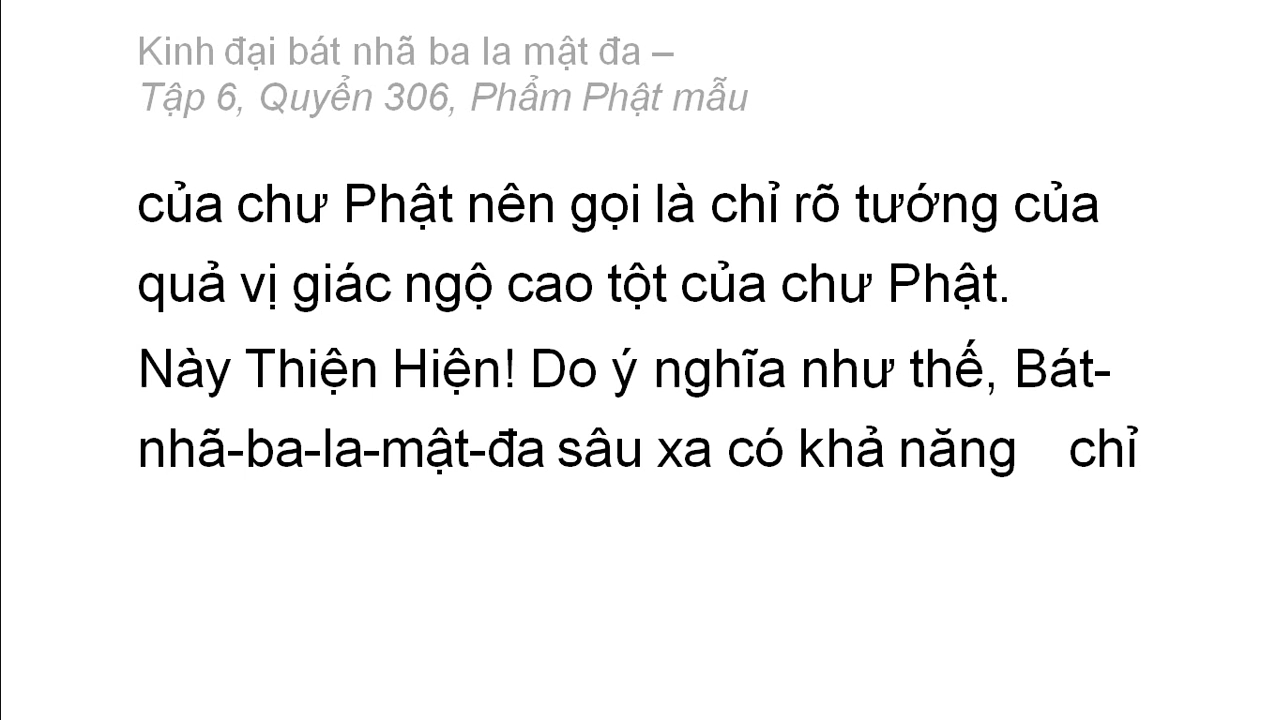 Kinh đại bát nhã ba la mật đa –
Tập 6, Quyển 306, Phẩm Phật mẫu
của chư Phật nên gọi là chỉ rõ tướng của
quả vị giác ngộ cao tột của chư Phật.
Này Thiện Hiện! Do ý nghĩa như thế, Bát-
nhã-ba-la-mật-đa sâu xa có khả năng chỉ